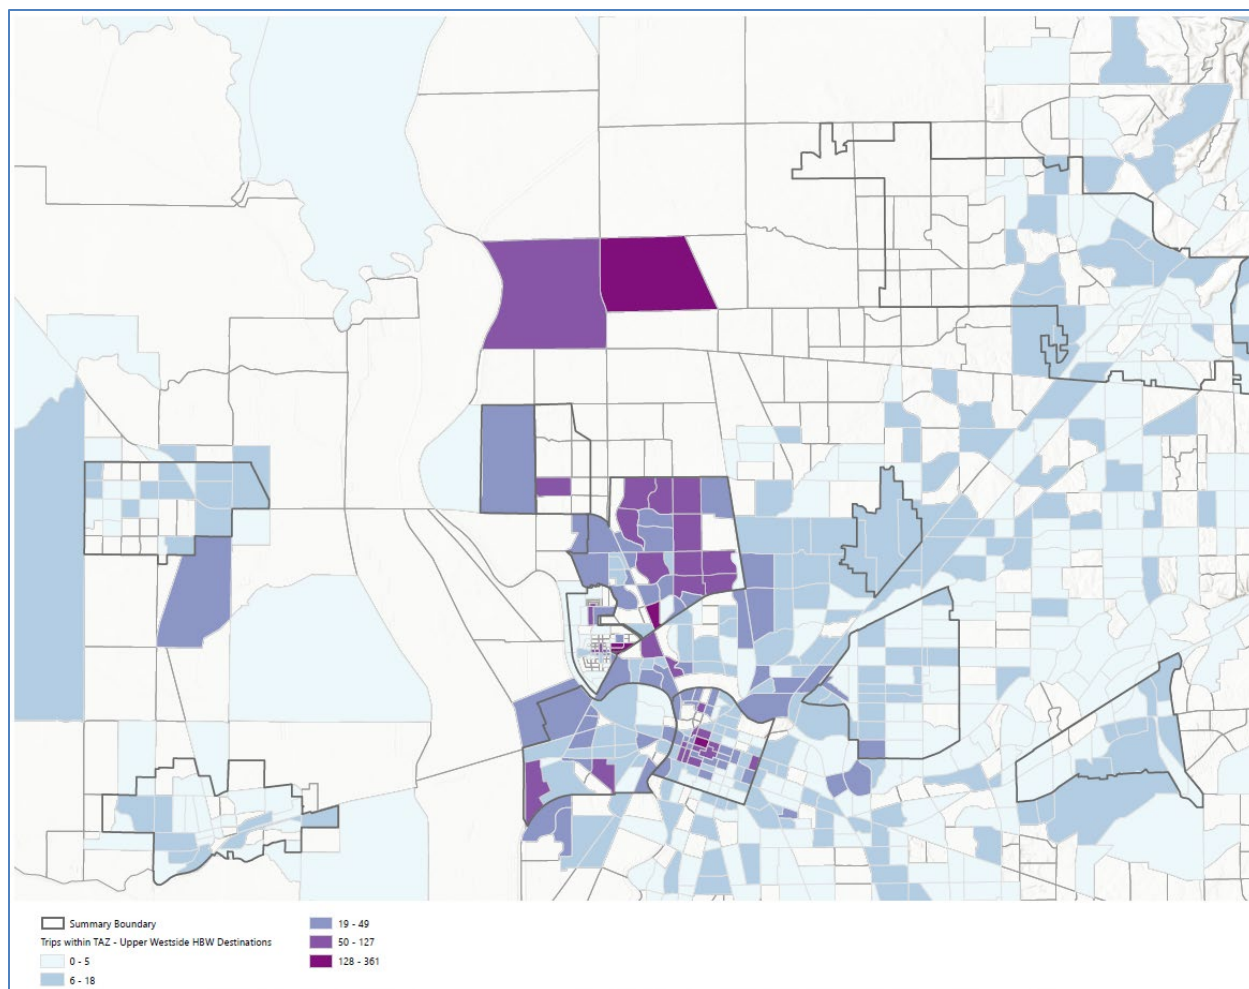 Summary Boundary
Trips within TAZ - Upper Westside HBW Destinations
0 - 5
6 - 18
19 - 49
50 - 127
128 - 361